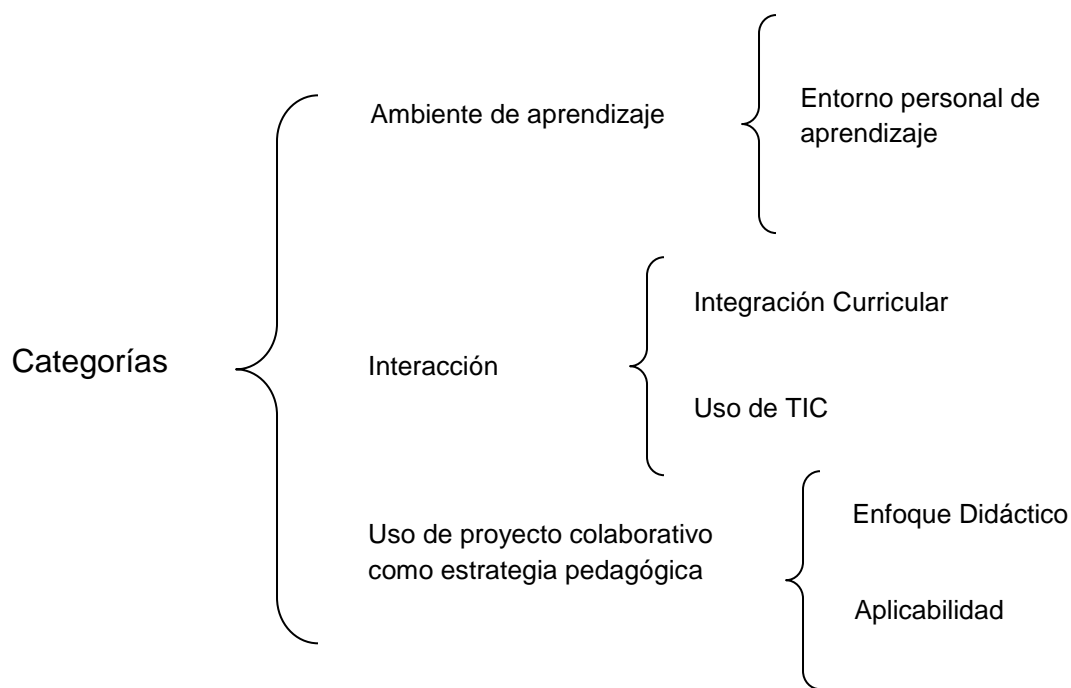 Categorías
Ambiente de aprendizaje
Entorno personal de
aprendizaje
Interacción
Integración Curricular
Uso de TIC
Uso de proyecto colaborativo
como estrategia pedagógica
Enfoque Didáctico
Aplicabilidad